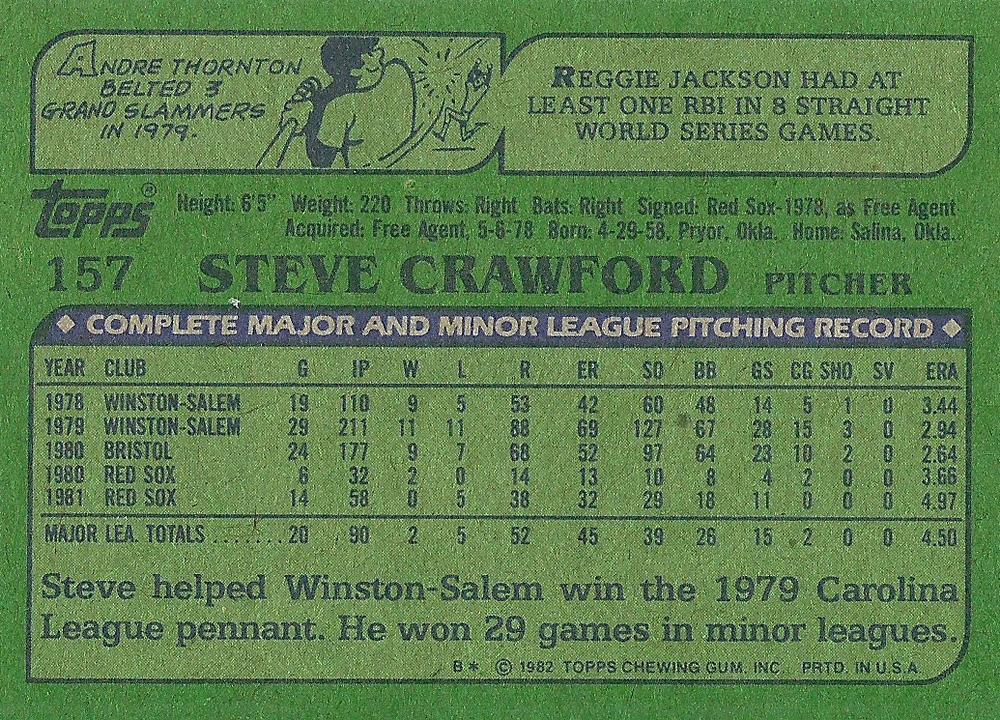 ANDRE THORNTON
BELTED 3
GRAND SLAMMERS
IN 1979.
REGGIE JACKSON HAD AT
LEAST ONE RBI IN 8 STRAIGHT
WORLD SERIES GAMES.
topps®
Height: 6'5" Weight: 220 Throws: Right Bats: Right Signed: Red Sox-1978, as Free Agent
Acquired: Free Agent, 5-6-78 Born: 4-29-58, Pryor, Okla. Home: Salina, Okla.
157 STEVE CRAWFORD PITCHER
◆ COMPLETE MAJOR AND MINOR LEAGUE PITCHING RECORD ◆
YEAR CLUB G IP W L R ER SO BB GS CG SHO SV ERA
1978 WINSTON-SALEM 19 110 9 5 53 42 60 48 14 5 1 0 3.44
1979 WINSTON-SALEM 29 211 11 11 88 69 127 67 28 15 3 0 2.94
1980 BRISTOL 24 177 9 7 68 52 97 64 23 10 2 0 2.64
1980 RED SOX 6 32 2 0 14 13 10 8 4 2 0 0 3.66
1981 RED SOX 14 58 0 5 38 32 29 18 11 0 0 0 4.97
MAJOR LEA. TOTALS ....... 20 90 2 5 52 45 39 26 15 2 0 0 4.50
Steve helped Winston-Salem win the 1979 Carolina
League pennant. He won 29 games in minor leagues.
B* © 1982 TOPPS CHEWING GUM, INC. PRTD. IN U.S.A.